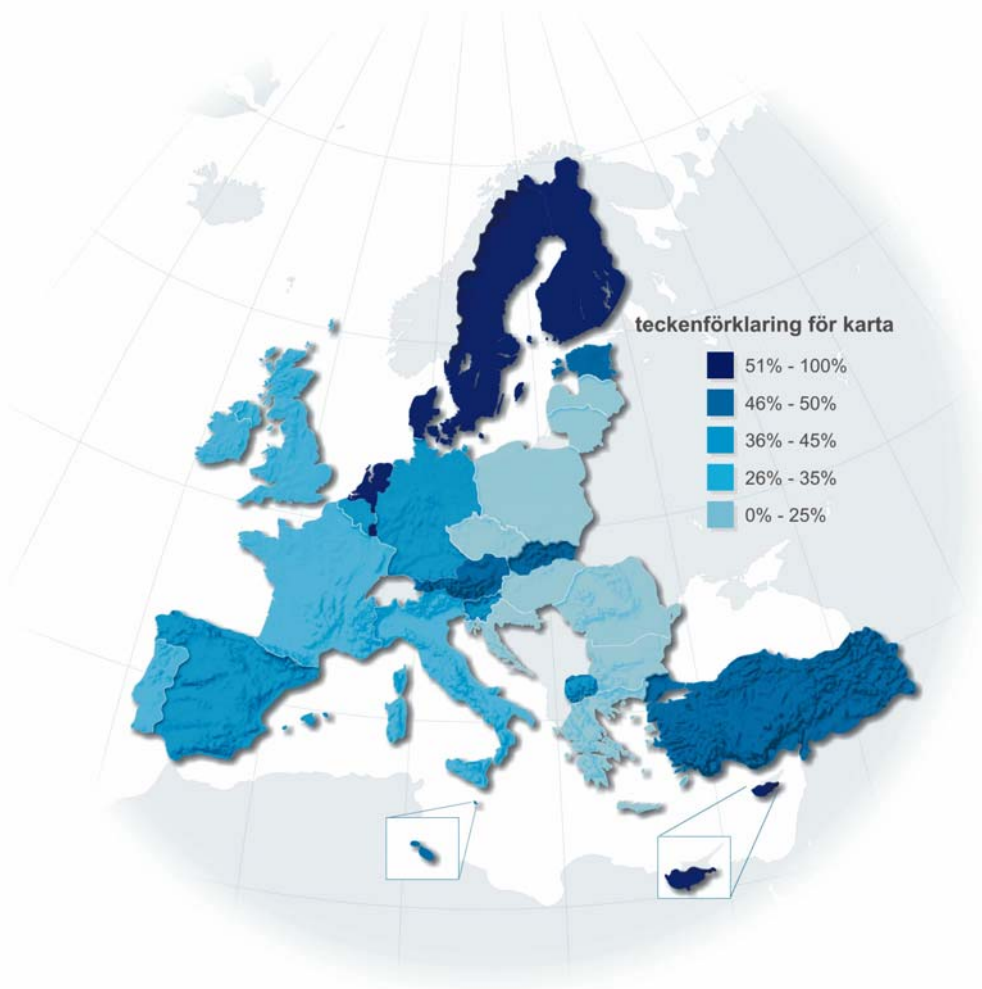 teckenförklaring för karta
51% - 100%
46% - 50%
36% - 45%
26% - 35%
0% - 25%